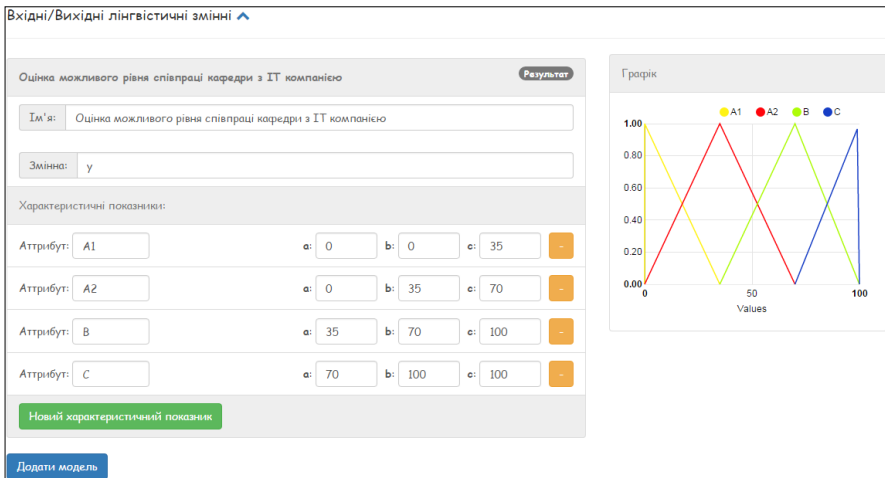 Вхідні/Вихідні лінгвістичні змінні
Оцінка можливого рівня співпраці кафедри з ІТ компанією
Результат
Ім'я: Оцінка можливого рівня співпраці кафедри з ІТ компанією
Змінна: y
Характеристичні показники:
Аттрибут: A1 a: 0 b: 0 c: 35 -
Аттрибут: A2 a: 0 b: 35 c: 70 -
Аттрибут: B a: 35 b: 70 c: 100 -
Аттрибут: C a: 70 b: 100 c: 100 -
Новий характеристичний показник
Додати модель
Графік
A1 A2 B C
1.00
0.80
0.60
0.40
0.20
0.00
0 50 100
Values